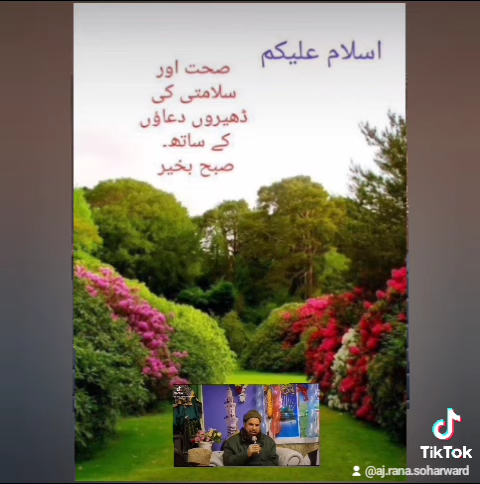 اسلام علیکم
صحت اور
سلامتی کی
ڈھیروں دعاؤں
کے ساتھ۔
صبح بخیر
TikTok
@aj.rana.soharward